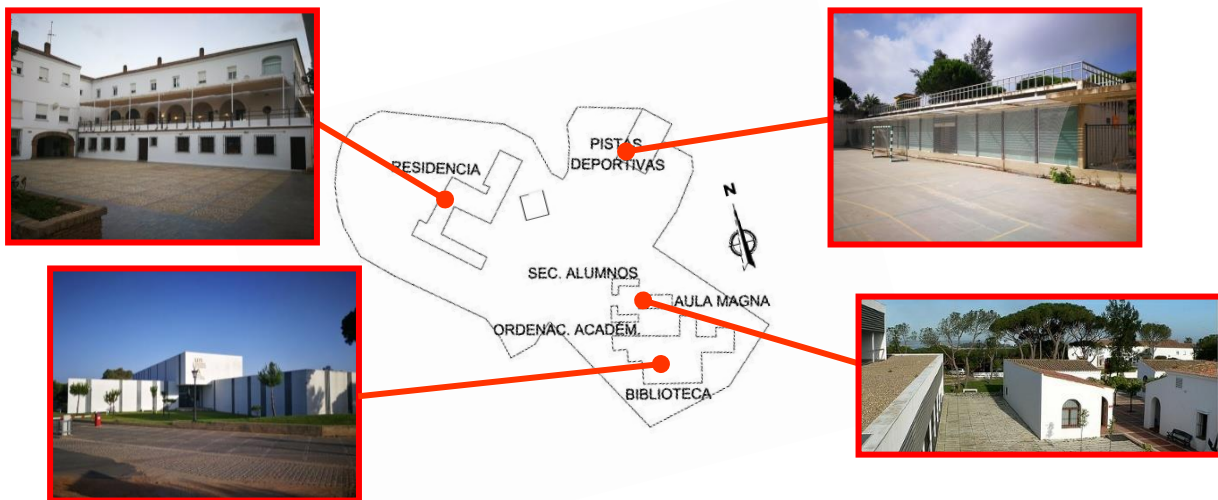 PISTAS
DEPORTIVAS
RESIDENCIA
N
SEC. ALUMNOS
AULA MAGNA
ORDENAC. ACADÉM.
BIBLIOTECA